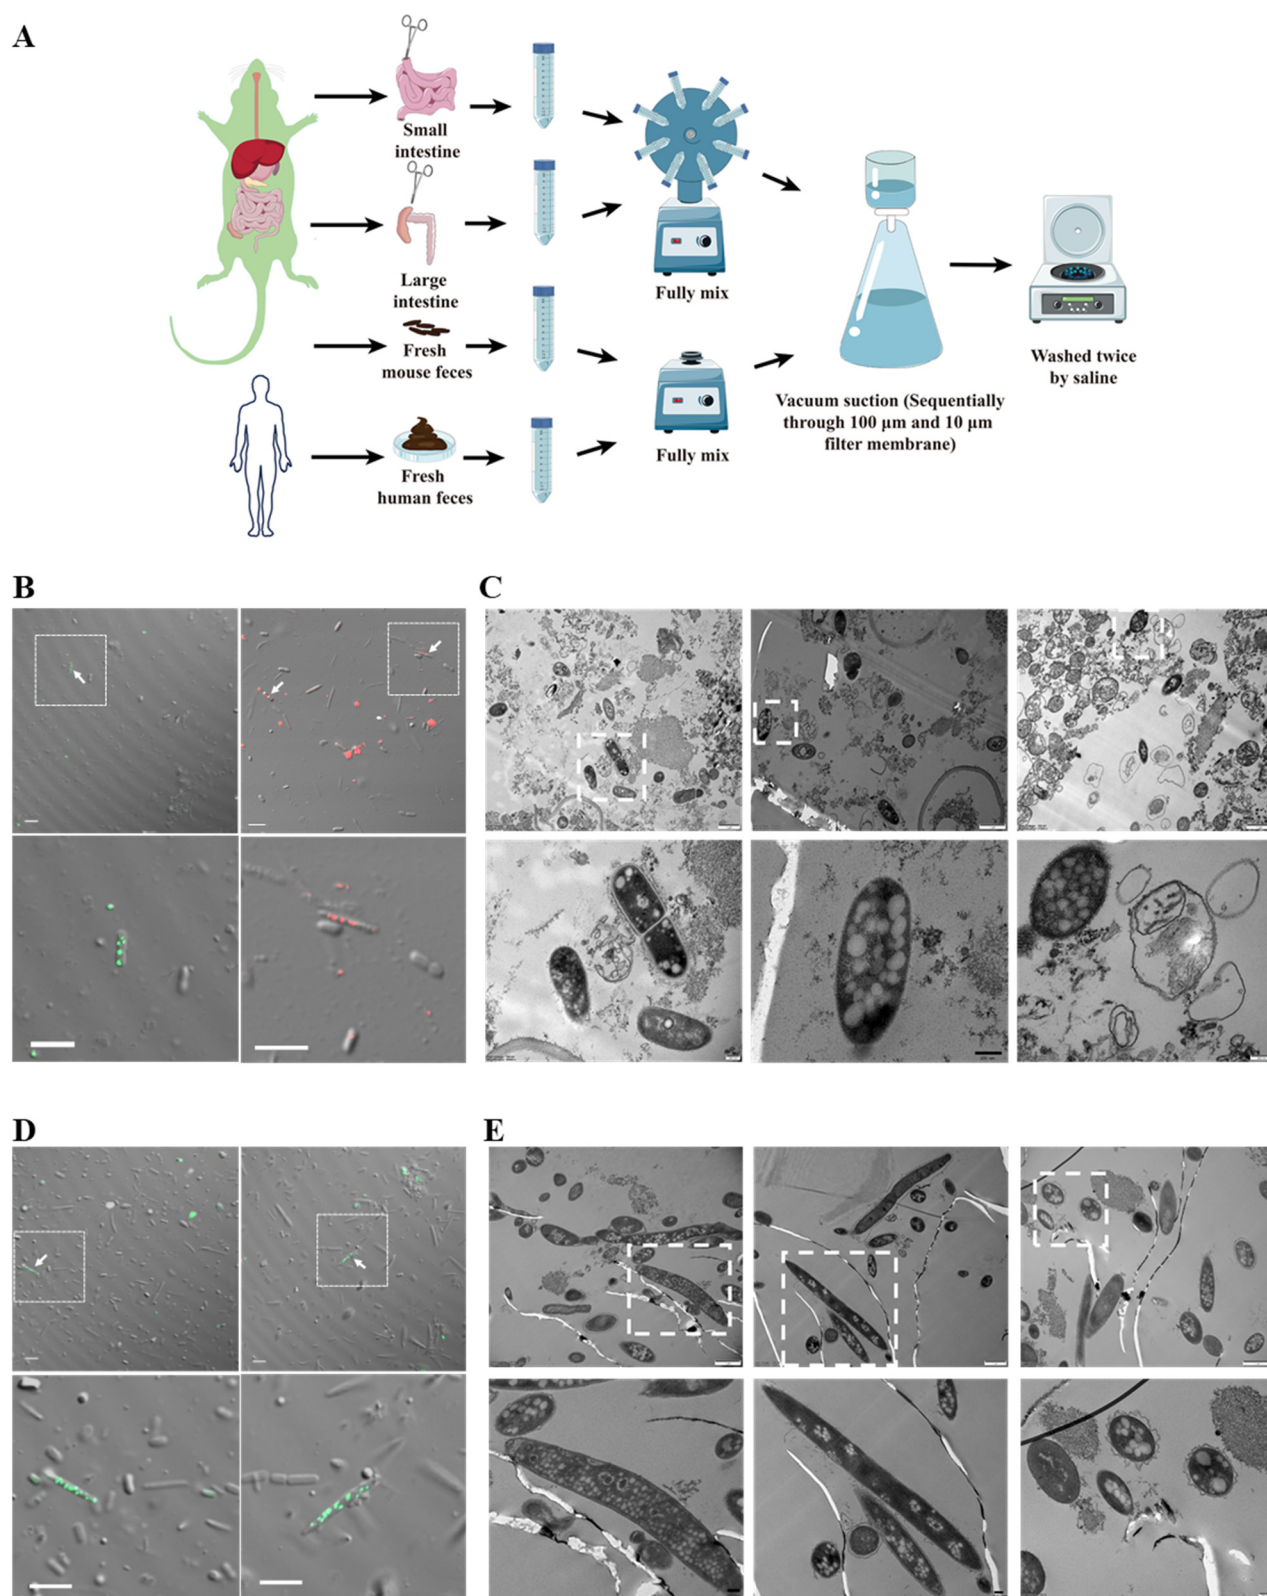 A
Small
intestine
Large
intestine
Fully mix
Fresh
mouse feces
Fresh
human feces
Fully mix
Vacuum suction (Sequentially
through 100 µm and 10 µm
filter membrane)
Washed twice
by saline
B
C
D
E